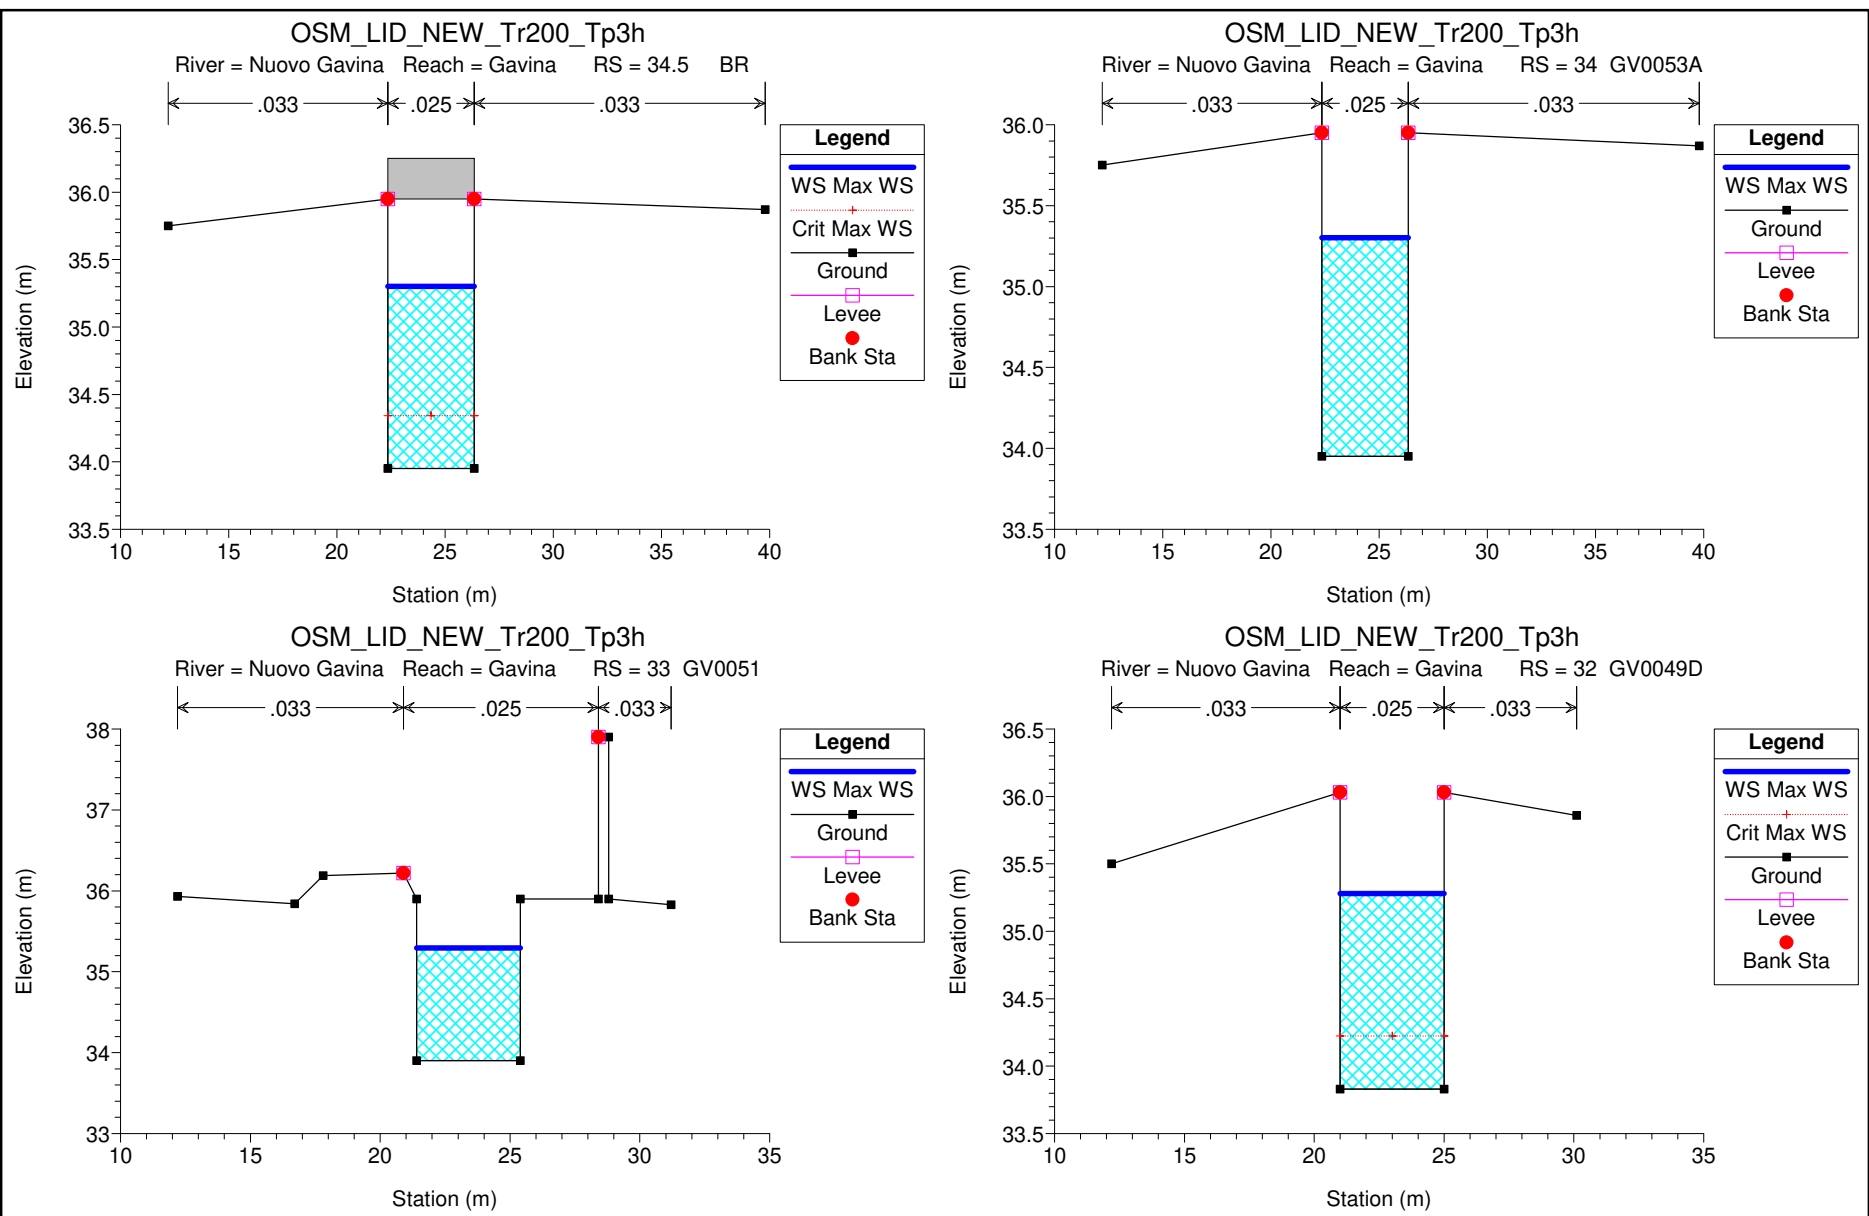 OSM_LID_NEW_Tr200_Tp3h
River = Nuovo Gavina Reach = Gavina RS = 34.5 BR
.033 .025 .033
36.5
36.0
35.5
35.0
34.5
34.0
33.5
10 15 20 25 30 35 40
Station (m)
Elevation (m)
Legend
WS Max WS
Crit Max WS
Ground
Levee
Bank Sta
OSM_LID_NEW_Tr200_Tp3h
River = Nuovo Gavina Reach = Gavina RS = 34 GV0053A
.033 .025 .033
36.0
35.5
35.0
34.5
34.0
33.5
10 15 20 25 30 35 40
Station (m)
Elevation (m)
Legend
WS Max WS
Ground
Levee
Bank Sta
OSM_LID_NEW_Tr200_Tp3h
River = Nuovo Gavina Reach = Gavina RS = 33 GV0051
.033 .025 .033
38
37
36
35
34
33
10 15 20 25 30 35
Station (m)
Elevation (m)
Legend
WS Max WS
Ground
Levee
Bank Sta
OSM_LID_NEW_Tr200_Tp3h
River = Nuovo Gavina Reach = Gavina RS = 32 GV0049D
.033 .025 .033
36.5
36.0
35.5
35.0
34.5
34.0
33.5
10 15 20 25 30 35
Station (m)
Elevation (m)
Legend
WS Max WS
Crit Max WS
Ground
Levee
Bank Sta